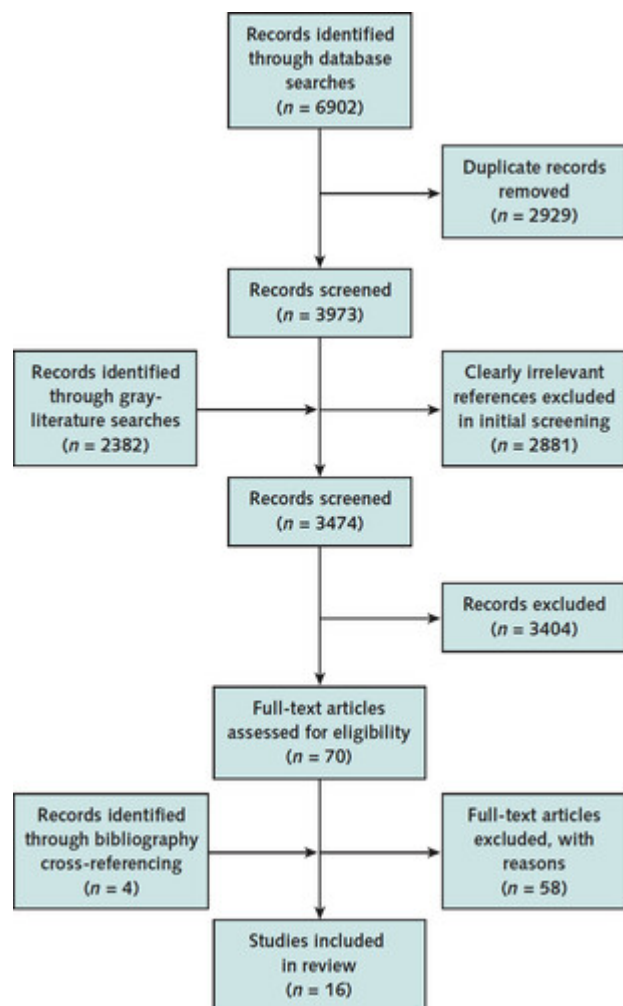 Records identified
through database
searches
(n = 6902)
Duplicate records
removed
(n = 2929)
Records screened
(n = 3973)
Records identified
through gray-
literature searches
(n = 2382)
Clearly irrelevant
references excluded
in initial screening
(n = 2881)
Records screened
(n = 3474)
Records excluded
(n = 3404)
Full-text articles
assessed for eligibility
(n = 70)
Records identified
through bibliography
cross-referencing
(n = 4)
Full-text articles
excluded, with
reasons
(n = 58)
Studies included
in review
(n = 16)